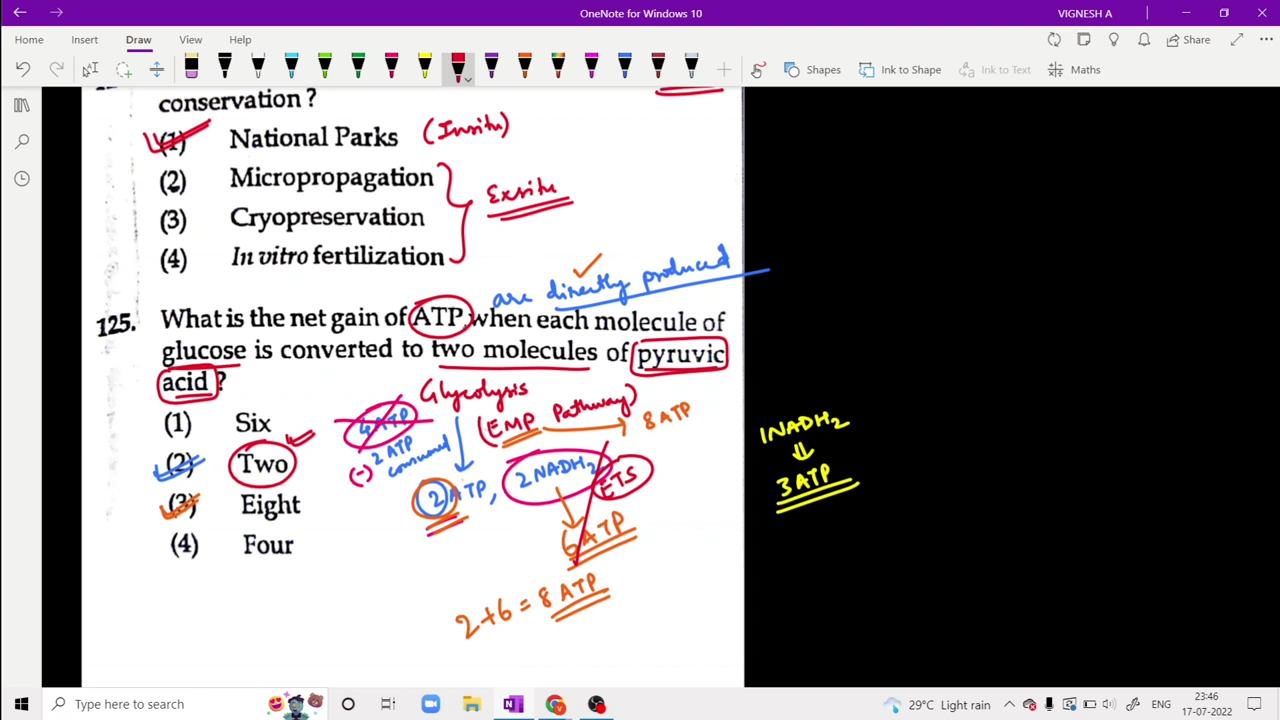 OneNote for Windows 10
VIGNESH A
Home Insert Draw View Help
Share
Shapes Ink to Shape Ink to Text Maths
conservation ?
(1) National Parks (Insitu)
(2) Micropropagation
(3) Cryopreservation
(4) In vitro fertilization
Exsitu
are directly produced
125. What is the net gain of ATP, when each molecule of
glucose is converted to two molecules of pyruvic
acid ?
Glycolysis
(EMP Pathway) 8 ATP
(1) Six
(2) Two
(3) Eight
(4) Four
4 ATP
(-) 2 ATP
consumed
2 ATP, 2 NADH2
ETS
6 ATP
2+6 = 8 ATP
1NADH2
3 ATP
Type here to search
29°C Light rain
ENG
23:46
17-07-2022